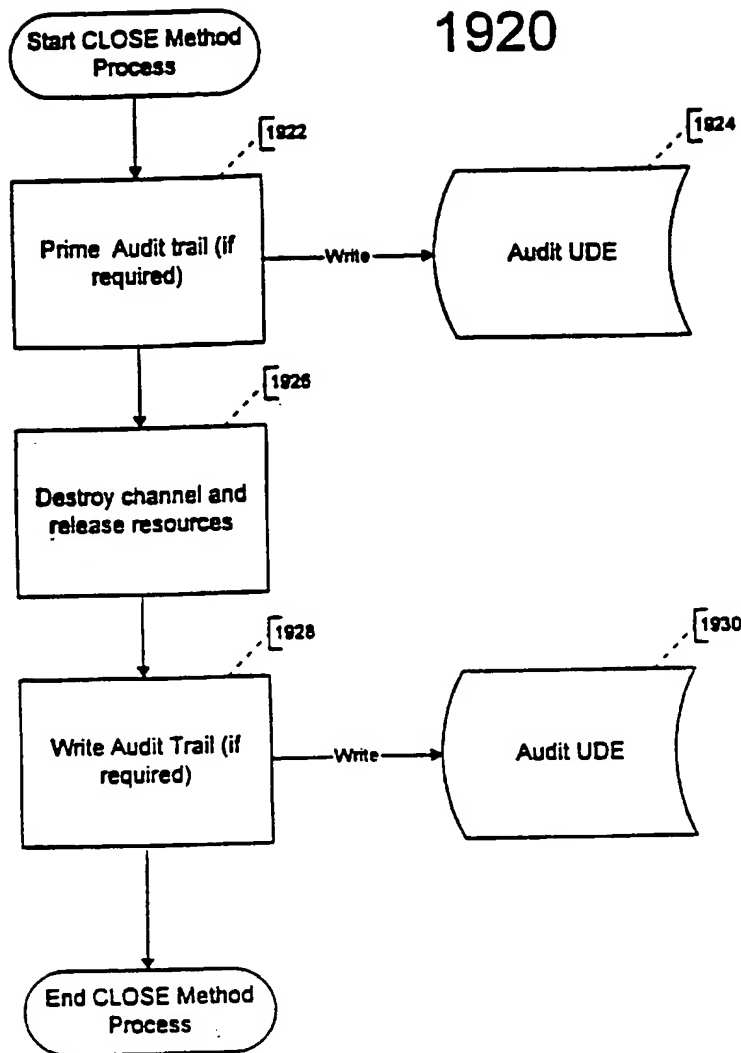 1920
Start CLOSE Method
Process
1922
1924
Prime Audit trail (if
required)
Write
Audit UDE
1926
Destroy channel and
release resources
1928
1930
Write Audit Trail (if
required)
Write
Audit UDE
End CLOSE Method
Process